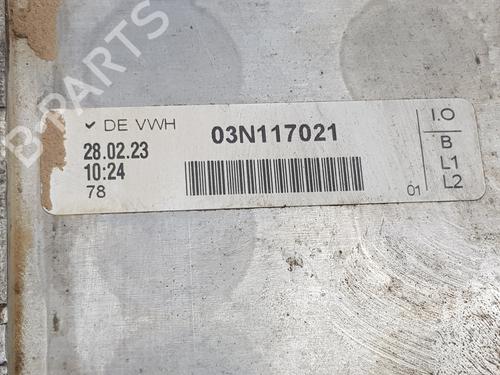 B-PARTS
✓ DE VWH
03N117021
28.02.23
10:24
78
01
I.O
B
L1
L2